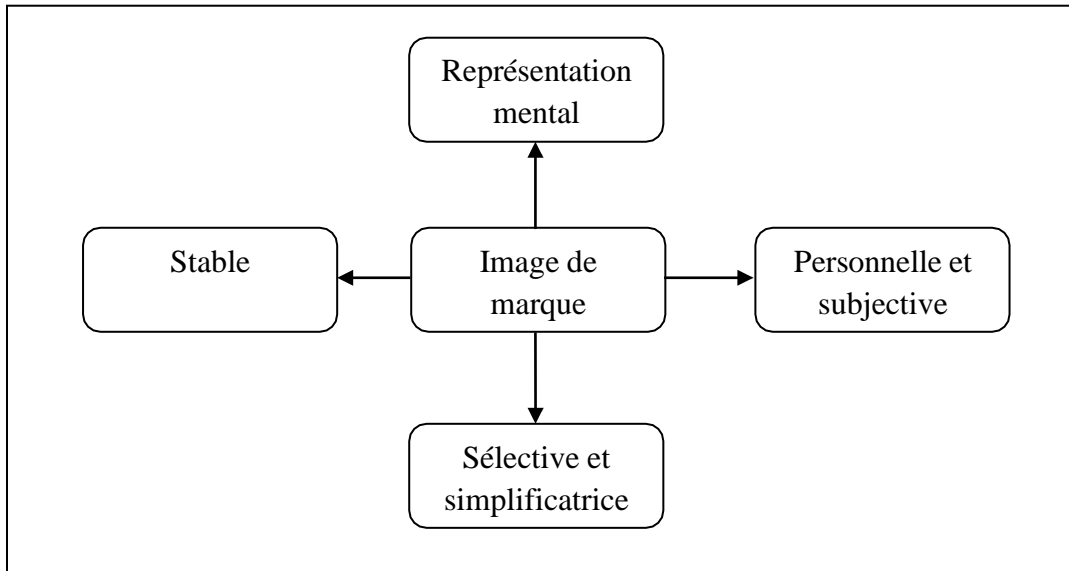 Représentation
mental
Stable
Image de
marque
Personnelle et
subjective
Sélective et
simplificatrice